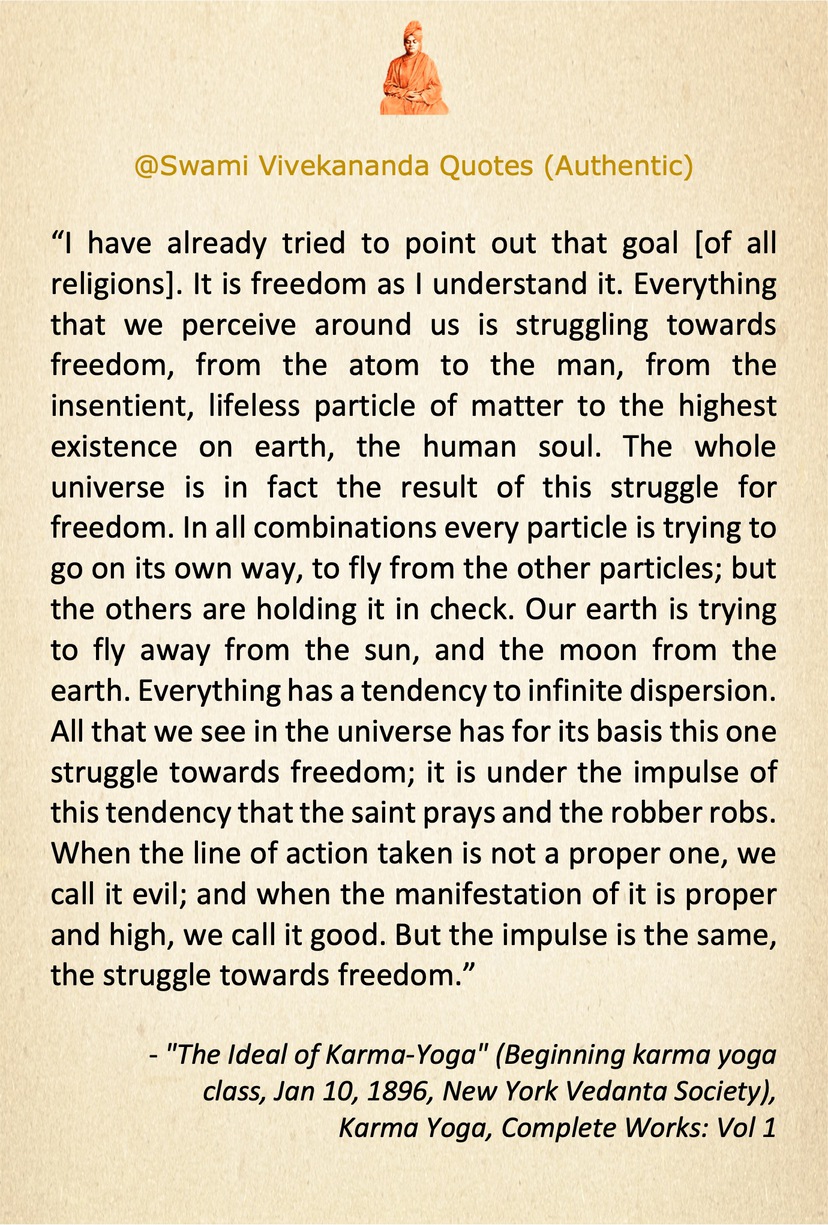 @Swami Vivekananda Quotes (Authentic)
“I have already tried to point out that goal [of all
religions]. It is freedom as I understand it. Everything
that we perceive around us is struggling towards
freedom, from the atom to the man, from the
insentient, lifeless particle of matter to the highest
existence on earth, the human soul. The whole
universe is in fact the result of this struggle for
freedom. In all combinations every particle is trying to
go on its own way, to fly from the other particles; but
the others are holding it in check. Our earth is trying
to fly away from the sun, and the moon from the
earth. Everything has a tendency to infinite dispersion.
All that we see in the universe has for its basis this one
struggle towards freedom; it is under the impulse of
this tendency that the saint prays and the robber robs.
When the line of action taken is not a proper one, we
call it evil; and when the manifestation of it is proper
and high, we call it good. But the impulse is the same,
the struggle towards freedom.”
- "The Ideal of Karma-Yoga" (Beginning karma yoga
class, Jan 10, 1896, New York Vedanta Society),
Karma Yoga, Complete Works: Vol 1